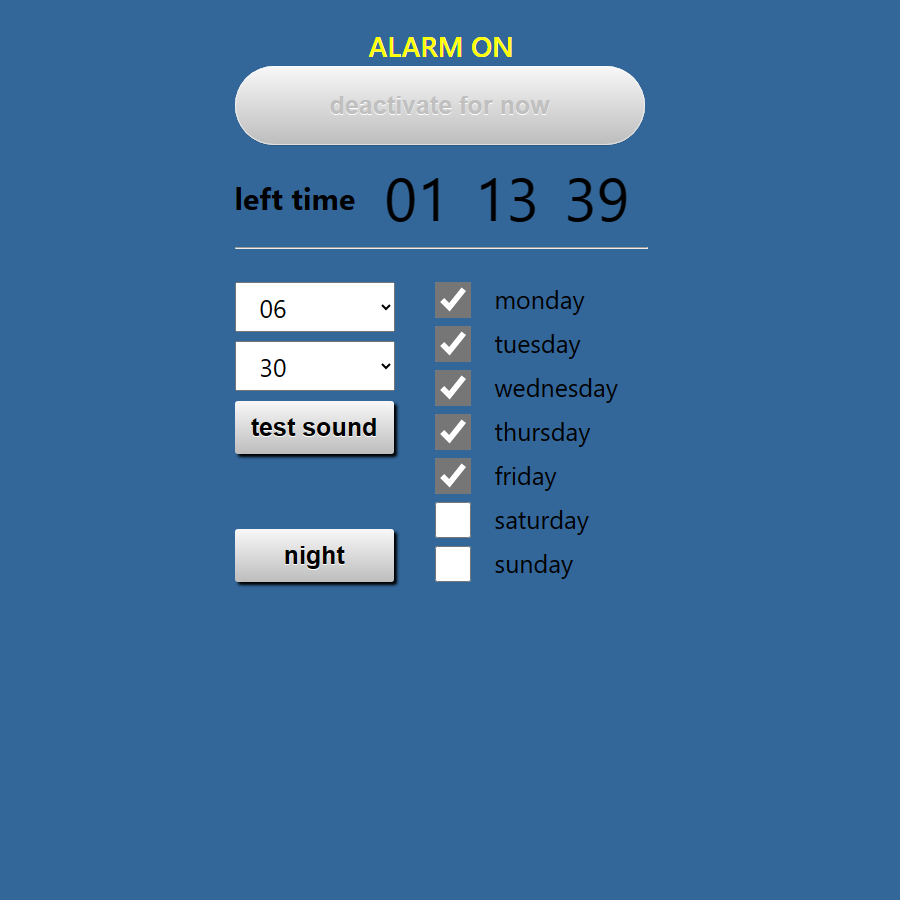 ALARM ON
deactivate for now
left time 01 13 39
06
30
test sound
night
monday
tuesday
wednesday
thursday
friday
saturday
sunday